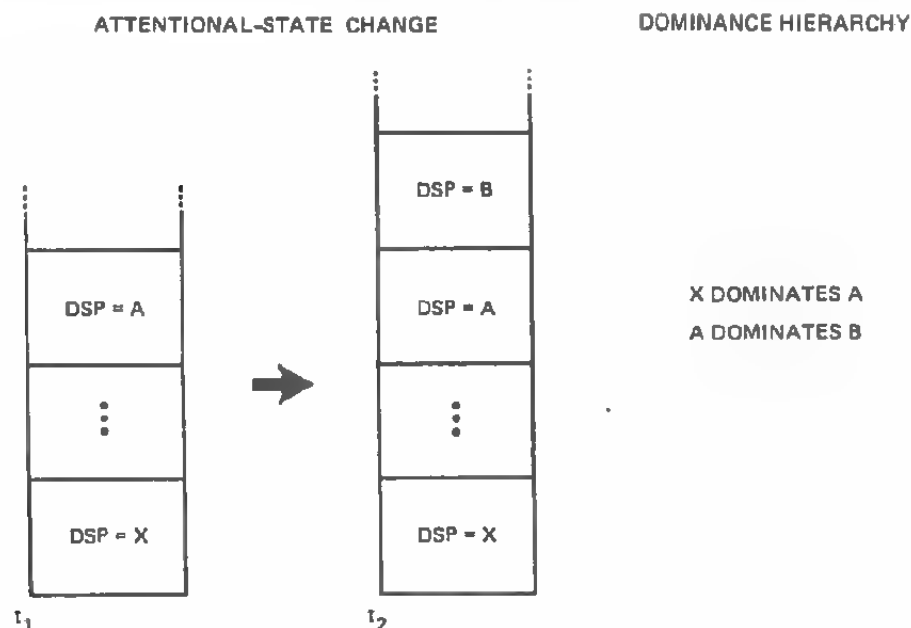 ATTENTIONAL-STATE CHANGE
DOMINANCE HIERARCHY
DSP = A
DSP = X
t1
DSP = B
DSP = A
DSP = X
t2
X DOMINATES A
A DOMINATES B